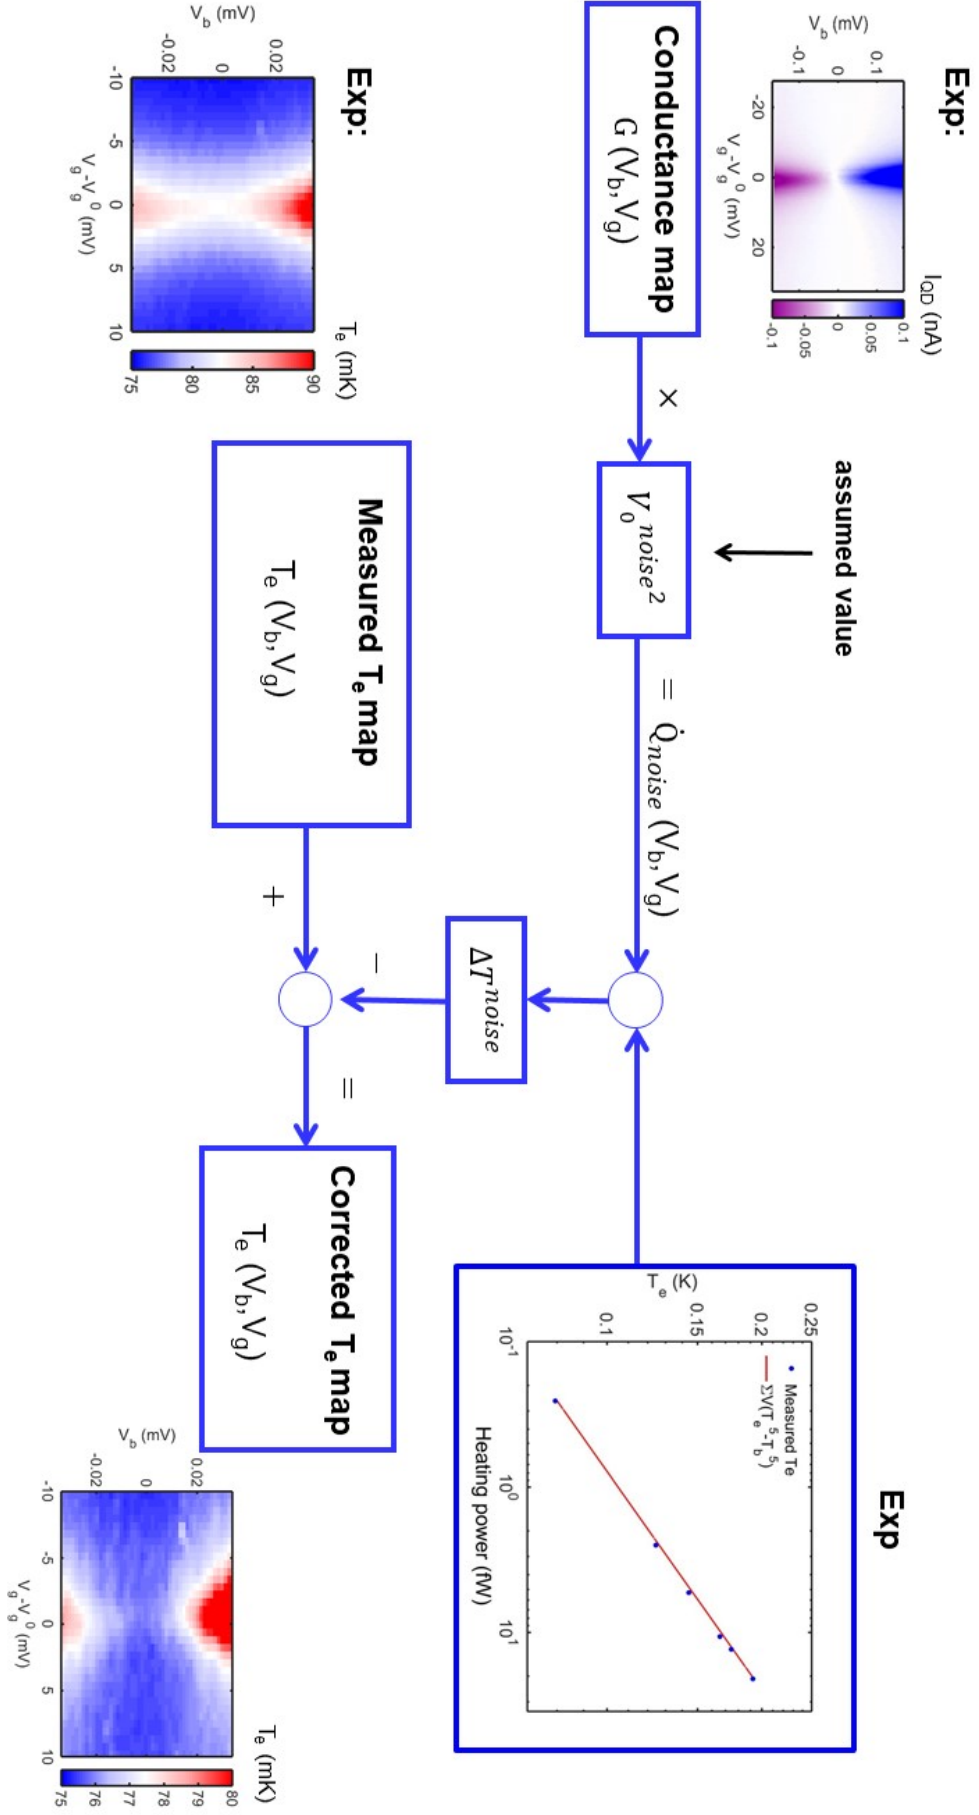 Exp:
V_b (mV)
0.1
0
-0.1
-20
0
20
V_g-V_g^0 (mV)
I_QD (nA)
0.1
0.05
0
-0.05
-0.1
assumed value
Exp
Conductance map
G (V_b,V_g)
×
V_0^noise^2
= Q̇_noise (V_b,V_g)
T_e (K)
0.25
0.2
0.15
0.1
Measured Te
ΣV(T_e^5-T_b^5)
10^-1
10^0
10^1
Heating power (fW)
ΔT^noise
−
Exp:
V_b (mV)
0.02
0
-0.02
-10
-5
0
5
10
V_g-V_g^0 (mV)
T_e (mK)
90
85
80
75
Measured T_e map
T_e (V_b,V_g)
+
=
Corrected T_e map
T_e (V_b,V_g)
V_b (mV)
0.02
0
-0.02
-10
-5
0
5
10
V_g-V_g^0 (mV)
T_e (mK)
80
79
78
77
76
75